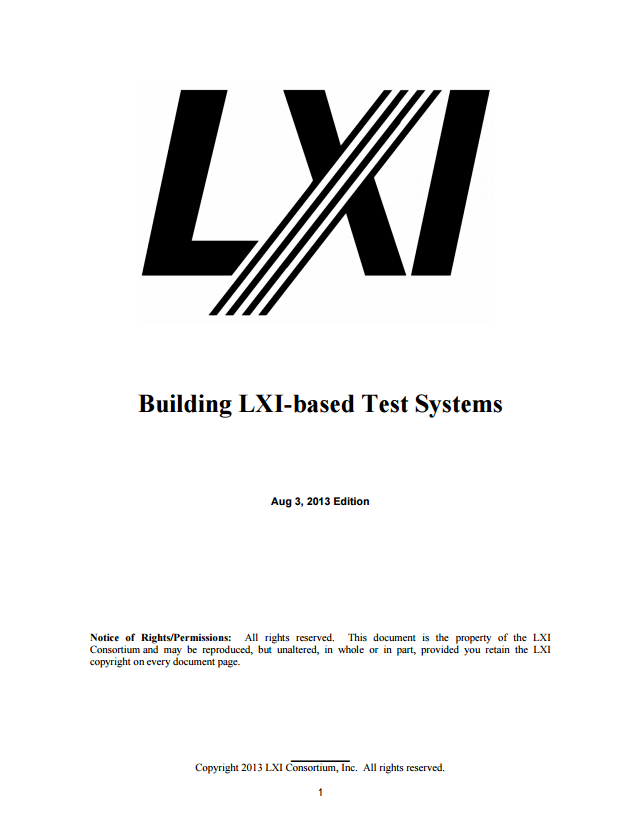 LXI
Building LXI-based Test Systems
Aug 3, 2013 Edition
Notice of Rights/Permissions: All rights reserved. This document is the property of the LXI
Consortium and may be reproduced, but unaltered, in whole or in part, provided you retain the LXI
copyright on every document page.
Copyright 2013 LXI Consortium, Inc. All rights reserved.
1